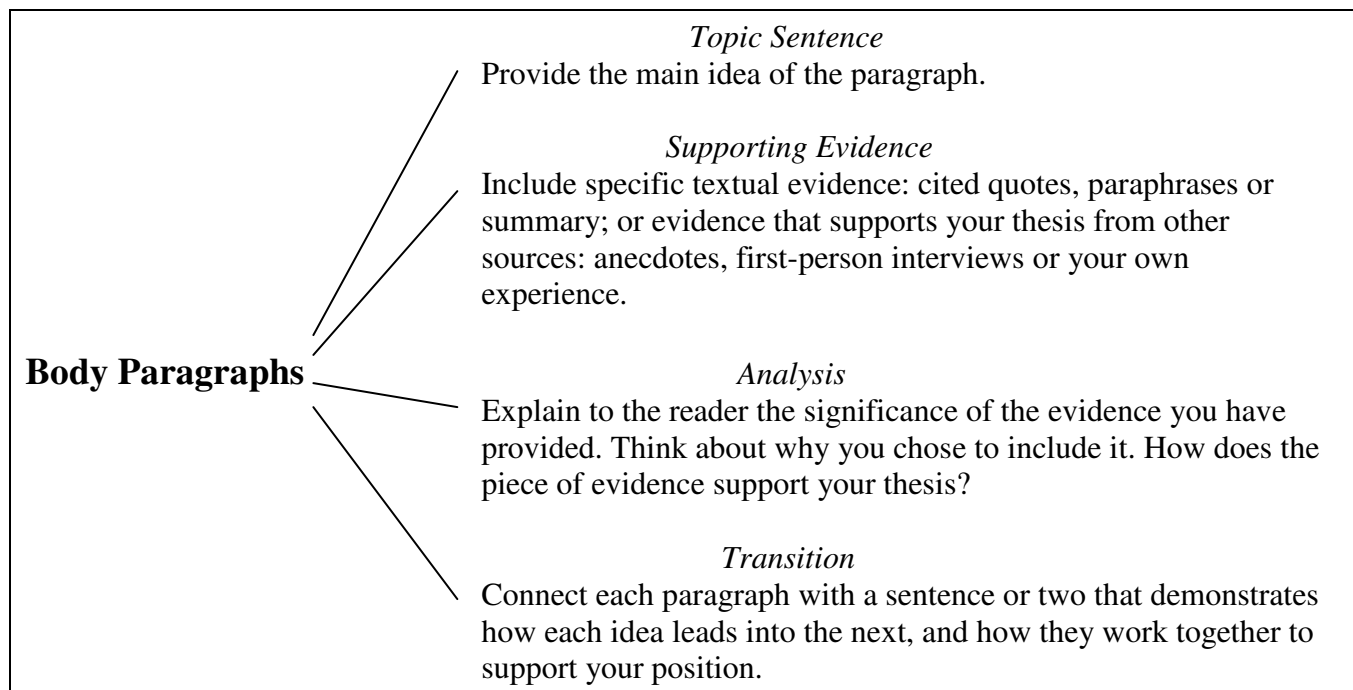 Topic Sentence
Provide the main idea of the paragraph.
Supporting Evidence
Include specific textual evidence: cited quotes, paraphrases or
summary; or evidence that supports your thesis from other
sources: anecdotes, first-person interviews or your own
experience.
Body Paragraphs
Analysis
Explain to the reader the significance of the evidence you have
provided. Think about why you chose to include it. How does the
piece of evidence support your thesis?
Transition
Connect each paragraph with a sentence or two that demonstrates
how each idea leads into the next, and how they work together to
support your position.